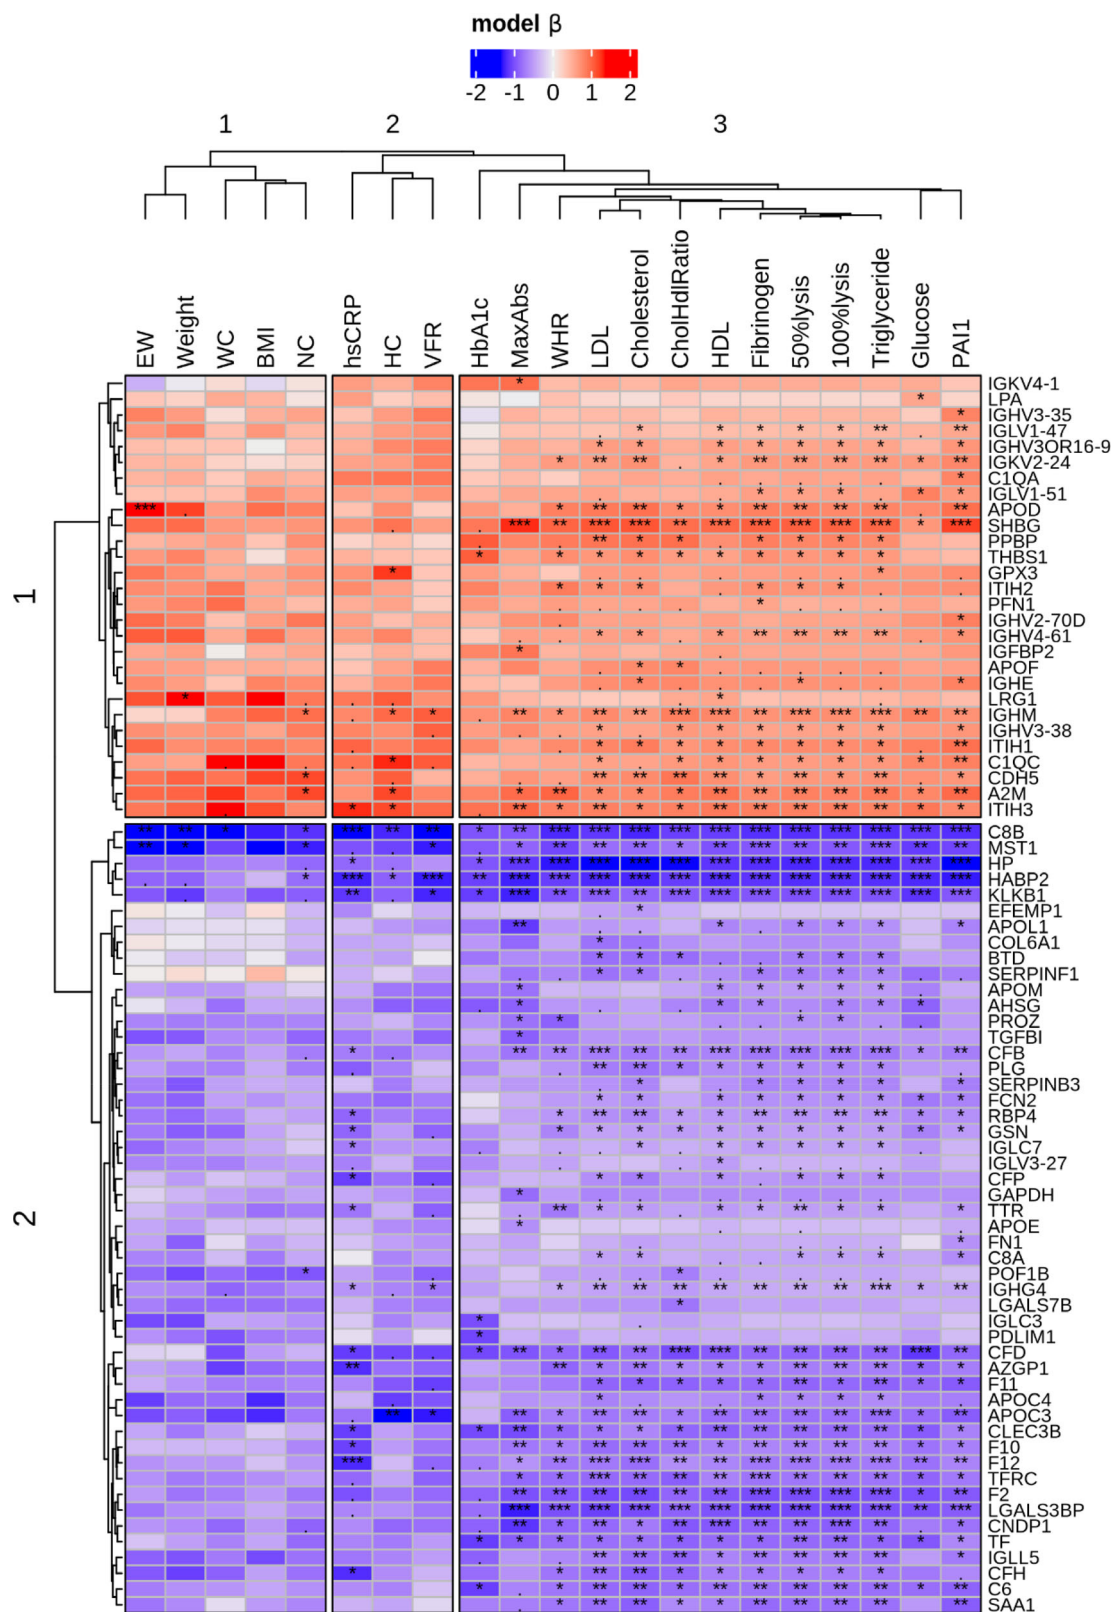 model β
-2 -1 0 1 2
1 2 3
EW
Weight
WC
BMI
NC
hsCRP
HC
VFR
HbA1c
MaxAbs
WHR
LDL
Cholesterol
CholHdlRatio
HDL
Fibrinogen
50%lysis
100%lysis
Triglyceride
Glucose
PAI1
1
IGKV4-1
LPA
IGHV3-35
IGLV1-47
IGHV3OR16-9
IGKV2-24
C1QA
IGLV1-51
APOD
SHBG
PPBP
THBS1
GPX3
ITIH2
PFN1
IGHV2-70D
IGHV4-61
IGFBP2
APOF
IGHE
LRG1
IGHM
IGHV3-38
ITIH1
C1QC
CDH5
A2M
ITIH3
2
C8B
MST1
HP
HABP2
KLKB1
EFEMP1
APOL1
COL6A1
BTD
SERPINF1
APOM
AHSG
PROZ
TGFBI
CFB
PLG
SERPINB3
FCN2
RBP4
GSN
IGLC7
IGLV3-27
CFP
GAPDH
TTR
APOE
FN1
C8A
POF1B
IGHG4
LGALS7B
IGLC3
PDLIM1
CFD
AZGP1
F11
APOC4
APOC3
CLEC3B
F10
F12
TFRC
F2
LGALS3BP
CNDP1
TF
IGLL5
CFH
C6
SAA1